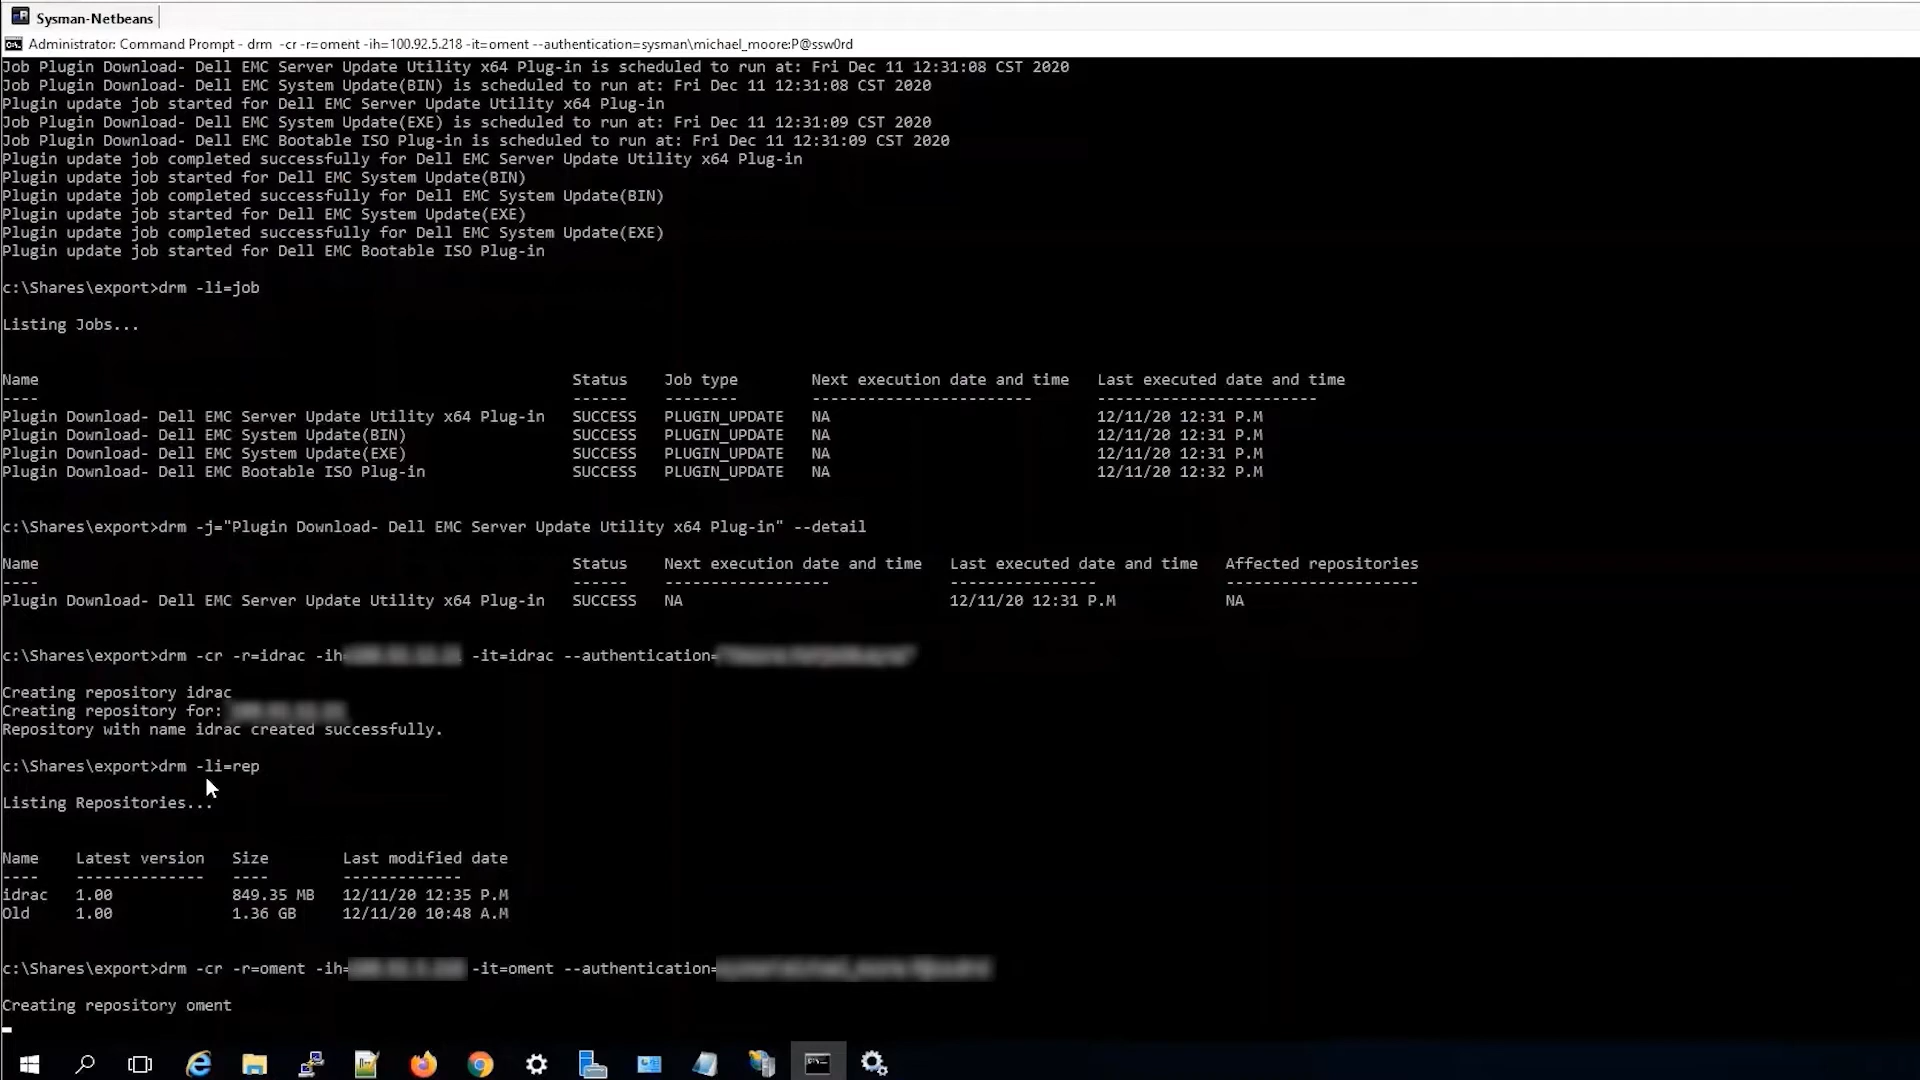 Sysman-Netbeans
Administrator: Command Prompt - drm -cr -r=oment -ih=100.92.5.218 -it=oment --authentication=sysman\michael_moore:P@ssw0rd
Job Plugin Download- Dell EMC Server Update Utility x64 Plug-in is scheduled to run at: Fri Dec 11 12:31:08 CST 2020
Job Plugin Download- Dell EMC System Update(BIN) is scheduled to run at: Fri Dec 11 12:31:08 CST 2020
Plugin update job started for Dell EMC Server Update Utility x64 Plug-in
Job Plugin Download- Dell EMC System Update(EXE) is scheduled to run at: Fri Dec 11 12:31:09 CST 2020
Job Plugin Download- Dell EMC Bootable ISO Plug-in is scheduled to run at: Fri Dec 11 12:31:09 CST 2020
Plugin update job completed successfully for Dell EMC Server Update Utility x64 Plug-in
Plugin update job started for Dell EMC System Update(BIN)
Plugin update job completed successfully for Dell EMC System Update(BIN)
Plugin update job started for Dell EMC System Update(EXE)
Plugin update job completed successfully for Dell EMC System Update(EXE)
Plugin update job started for Dell EMC Bootable ISO Plug-in
c:\Shares\export>drm -li=job
Listing Jobs...
Name Status Job type Next execution date and time Last executed date and time
---- ------ -------- ------------------------ ------------------------
Plugin Download- Dell EMC Server Update Utility x64 Plug-in SUCCESS PLUGIN_UPDATE NA 12/11/20 12:31 P.M
Plugin Download- Dell EMC System Update(BIN) SUCCESS PLUGIN_UPDATE NA 12/11/20 12:31 P.M
Plugin Download- Dell EMC System Update(EXE) SUCCESS PLUGIN_UPDATE NA 12/11/20 12:31 P.M
Plugin Download- Dell EMC Bootable ISO Plug-in SUCCESS PLUGIN_UPDATE NA 12/11/20 12:32 P.M
c:\Shares\export>drm -j="Plugin Download- Dell EMC Server Update Utility x64 Plug-in" --detail
Name Status Next execution date and time Last executed date and time Affected repositories
---- ------ ------------------ ---------------- ---------------------
Plugin Download- Dell EMC Server Update Utility x64 Plug-in SUCCESS NA 12/11/20 12:31 P.M NA
c:\Shares\export>drm -cr -r=idrac -ih= -it=idrac --authentication=
Creating repository idrac
Creating repository for:
Repository with name idrac created successfully.
c:\Shares\export>drm -li=rep
Listing Repositories...
Name Latest version Size Last modified date
---- -------------- ---- -------------
idrac 1.00 849.35 MB 12/11/20 12:35 P.M
Old 1.00 1.36 GB 12/11/20 10:48 A.M
c:\Shares\export>drm -cr -r=oment -ih= -it=oment --authentication=
Creating repository oment